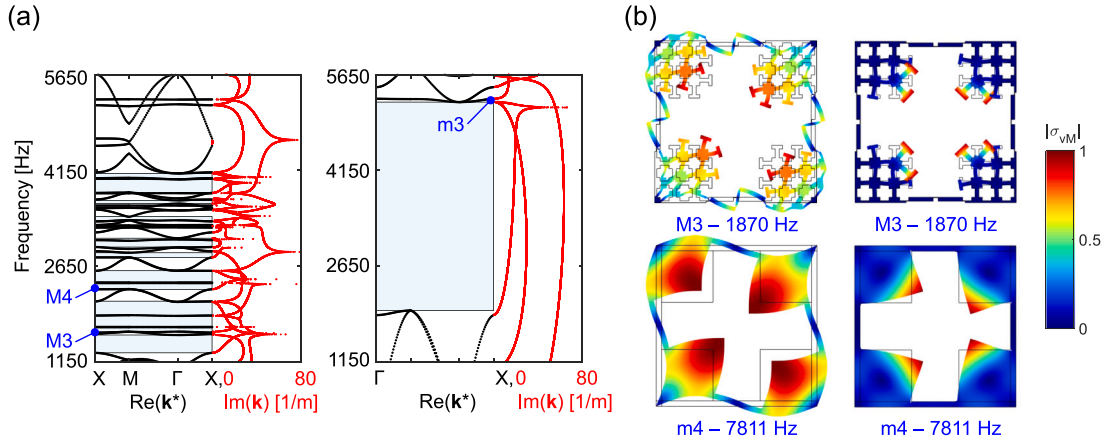 (a)
(b)
5650
4150
2650
1150
Frequency [Hz]
M4
M3
X M Γ X, 0 80
Re(k*) Im(k) [1/m]
5650
4150
2650
1150
m3
Γ X, 0 80
Re(k*) Im(k) [1/m]
M3 – 1870 Hz
M3 – 1870 Hz
m4 – 7811 Hz
m4 – 7811 Hz
|σvM|
1
0.5
0